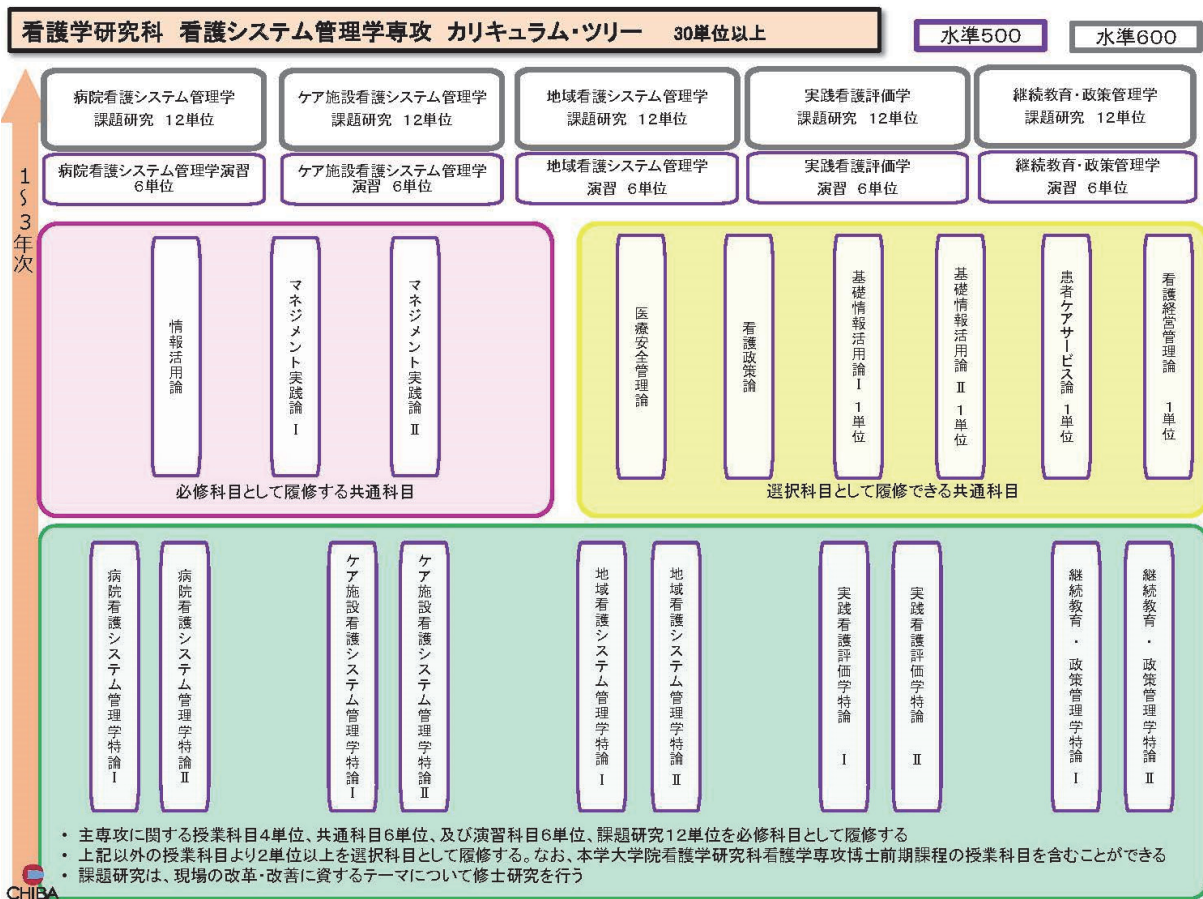 看護学研究科 看護システム管理学専攻 カリキュラム・ツリー 30単位以上
水準500
水準600
1～3年次
病院看護システム管理学
課題研究 12単位
ケア施設看護システム管理学
課題研究 12単位
地域看護システム管理学
課題研究 12単位
実践看護評価学
課題研究 12単位
継続教育・政策管理学
課題研究 12単位
病院看護システム管理学演習
6単位
ケア施設看護システム管理学
演習 6単位
地域看護システム管理学
演習 6単位
実践看護評価学
演習 6単位
継続教育・政策管理学
演習 6単位
情報活用論
マネジメント実践論 Ⅰ
マネジメント実践論 Ⅱ
必修科目として履修する共通科目
医療安全管理論
看護政策論
基礎情報活用論Ⅰ 1単位
基礎情報活用論Ⅱ 1単位
患者ケアサービス論 1単位
看護経営管理論 1単位
選択科目として履修できる共通科目
病院看護システム管理学特論Ⅰ
病院看護システム管理学特論Ⅱ
ケア施設看護システム管理学特論Ⅰ
ケア施設看護システム管理学特論Ⅱ
地域看護システム管理学特論 Ⅰ
地域看護システム管理学特論 Ⅱ
実践看護評価学特論 Ⅰ
実践看護評価学特論 Ⅱ
継続教育・政策管理学特論 Ⅰ
継続教育・政策管理学特論 Ⅱ
・ 主専攻に関する授業科目4単位、共通科目6単位、及び演習科目6単位、課題研究12単位を必修科目として履修する
・ 上記以外の授業科目より2単位以上を選択科目として履修する。なお、本学大学院看護学研究科看護学専攻博士前期課程の授業科目を含むことができる
・ 課題研究は、現場の改革・改善に資するテーマについて修士研究を行う
CHIBA